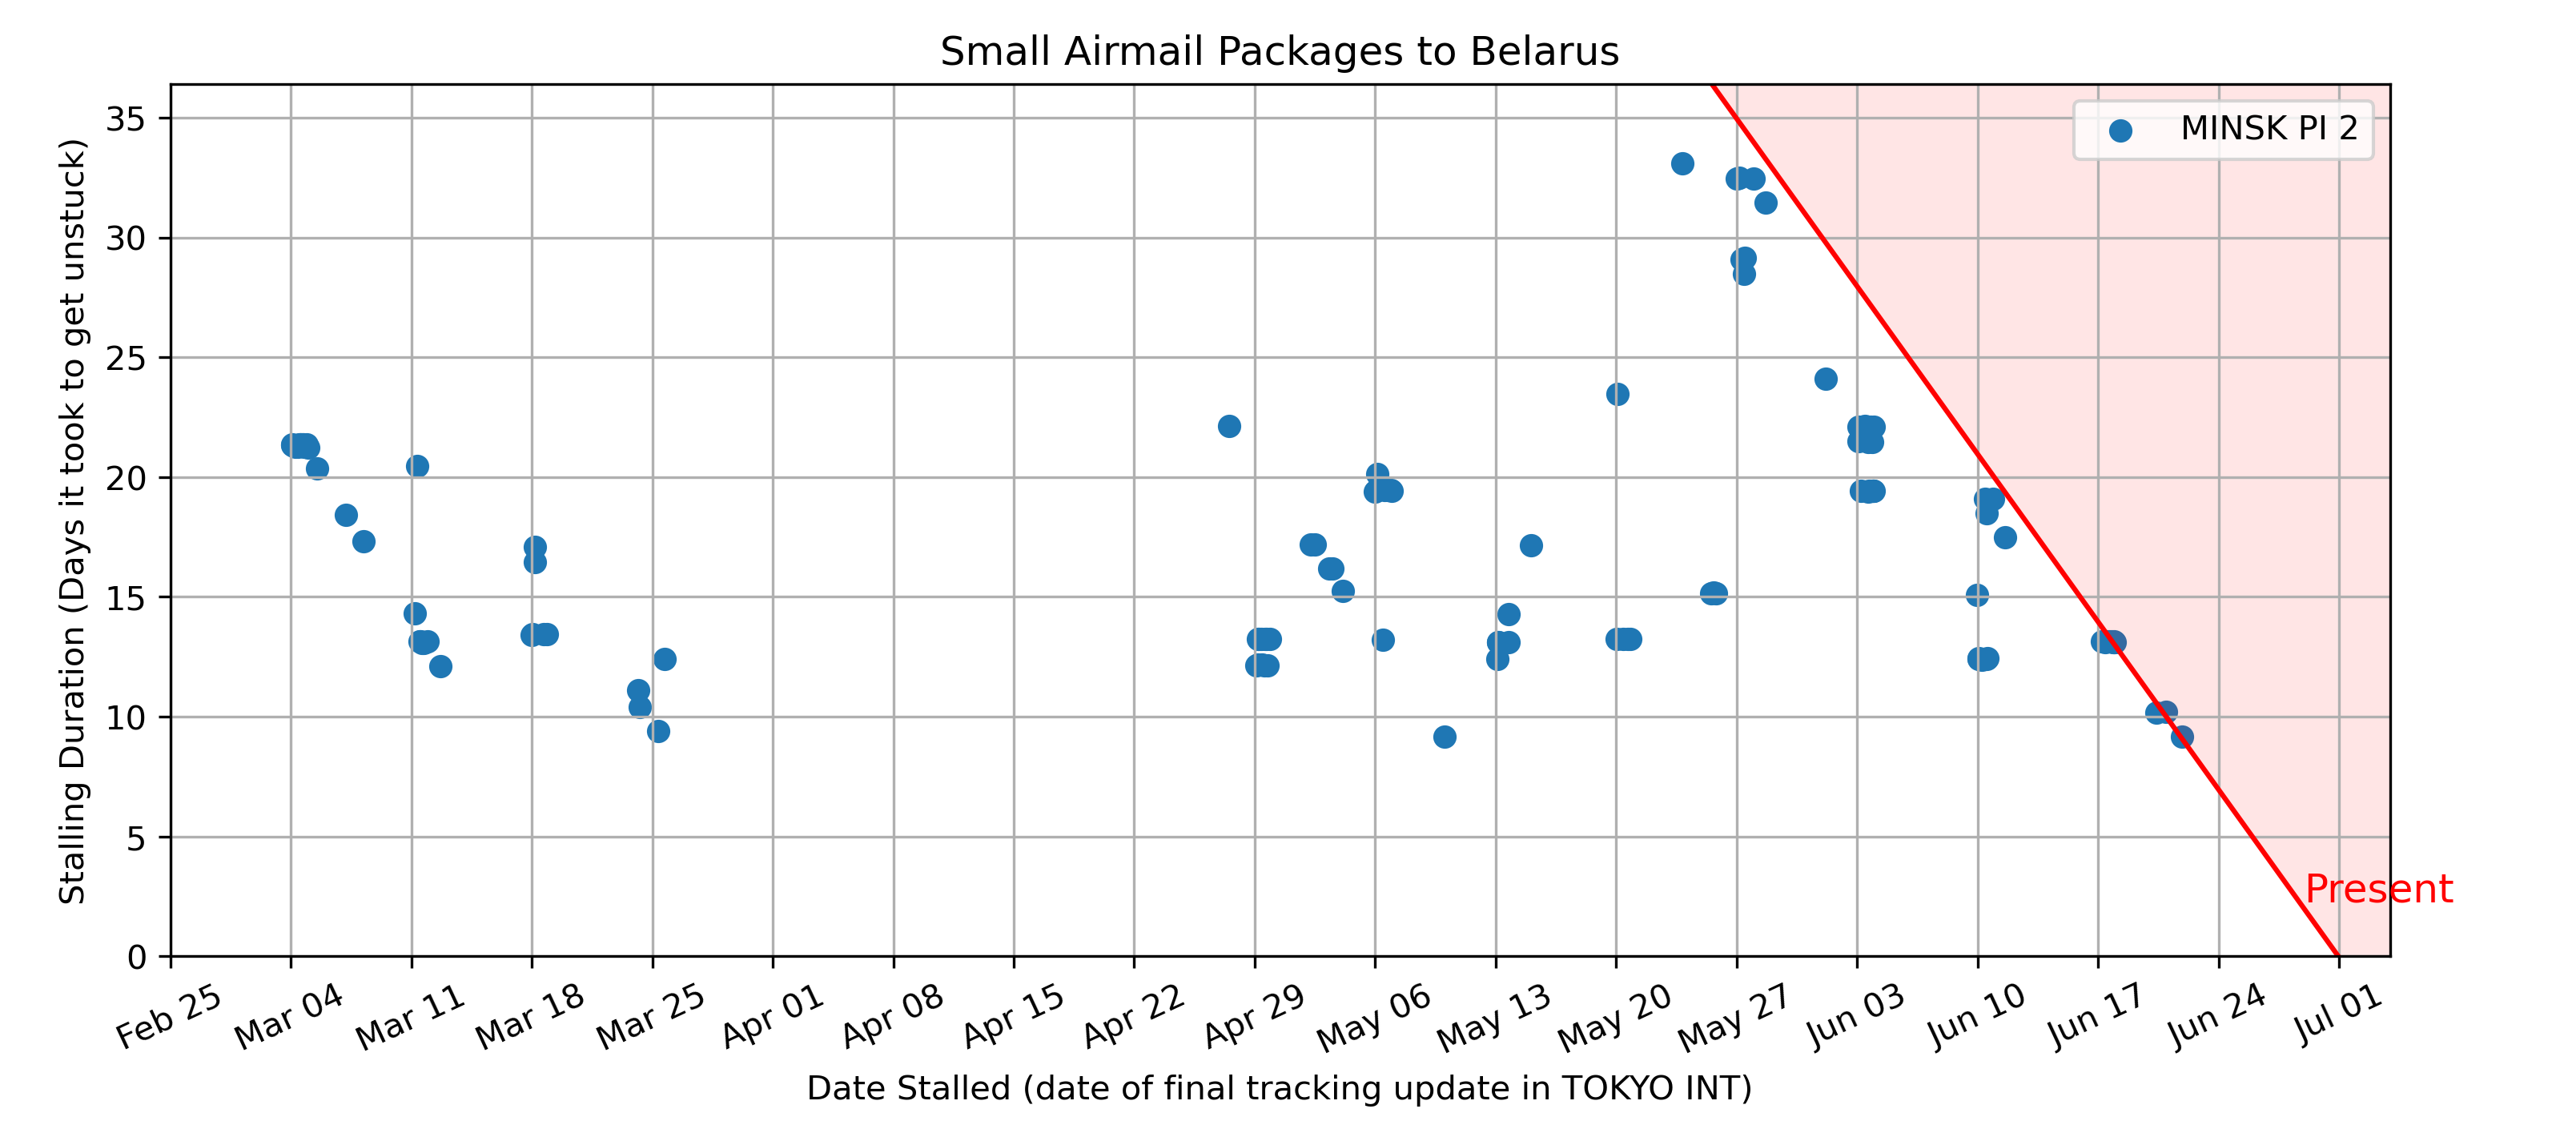 Small Airmail Packages to Belarus
MINSK PI 2
Stalling Duration (Days it took to get unstuck)
35
30
25
20
15
10
5
0
Present
Feb 25
Mar 04
Mar 11
Mar 18
Mar 25
Apr 01
Apr 08
Apr 15
Apr 22
Apr 29
May 06
May 13
May 20
May 27
Jun 03
Jun 10
Jun 17
Jun 24
Jul 01
Date Stalled (date of final tracking update in TOKYO INT)